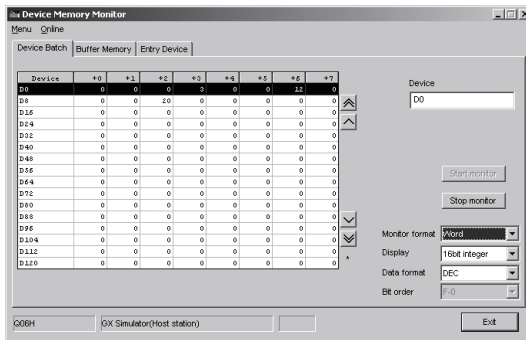 Device Memory Monitor
Menu Online
Device Batch Buffer Memory Entry Device
Device +0 +1 +2 +3 +4 +5 +6 +7
D0 0 0 0 3 0 0 12 0
D8 0 0 20 0 0 0 0 0
D16 0 0 0 0 0 0 0 0
D24 0 0 0 0 0 0 0 0
D32 0 0 0 0 0 0 0 0
D40 0 0 0 0 0 0 0 0
D48 0 0 0 0 0 0 0 0
D56 0 0 0 0 0 0 0 0
D64 0 0 0 0 0 0 0 0
D72 0 0 0 0 0 0 0 0
D80 0 0 0 0 0 0 0 0
D88 0 0 0 0 0 0 0 0
D96 0 0 0 0 0 0 0 0
D104 0 0 0 0 0 0 0 0
D112 0 0 0 0 0 0 0 0
D120 0 0 0 0 0 0 0 0
*
Device
D0
Start monitor
Stop monitor
Monitor format Word
Display 16bit integer
Data format DEC
Bit order F-0
Q06H GX Simulator(Host station)
Exit